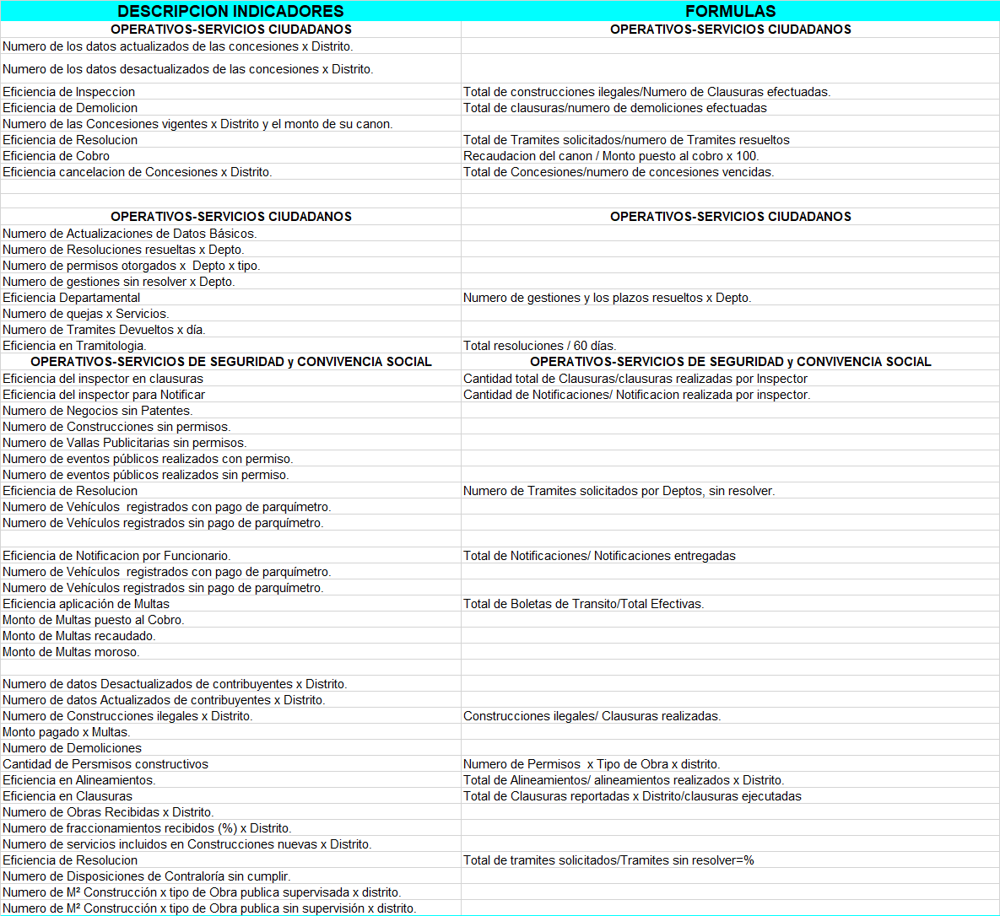 DESCRIPCION INDICADORES FORMULAS
OPERATIVOS-SERVICIOS CIUDADANOS OPERATIVOS-SERVICIOS CIUDADANOS
Numero de los datos actualizados de las concesiones x Distrito.
Numero de los datos desactualizados de las concesiones x Distrito.
Eficiencia de Inspeccion Total de construcciones ilegales/Numero de Clausuras efectuadas.
Eficiencia de Demolicion Total de clausuras/numero de demoliciones efectuadas
Numero de las Concesiones vigentes x Distrito y el monto de su canon.
Eficiencia de Resolucion Total de Tramites solicitados/numero de Tramites resueltos
Eficiencia de Cobro Recaudacion del canon / Monto puesto al cobro x 100.
Eficiencia cancelacion de Concesiones x Distrito. Total de Concesiones/numero de concesiones vencidas.
OPERATIVOS-SERVICIOS CIUDADANOS OPERATIVOS-SERVICIOS CIUDADANOS
Numero de Actualizaciones de Datos Básicos.
Numero de Resoluciones resueltas x Depto.
Numero de permisos otorgados x  Depto x tipo.
Numero de gestiones sin resolver x Depto.
Eficiencia Departamental Numero de gestiones y los plazos resueltos x Depto.
Numero de quejas x Servicios.
Numero de Tramites Devueltos x día.
Eficiencia en Tramitologia. Total resoluciones / 60 días.
OPERATIVOS-SERVICIOS DE SEGURIDAD y CONVIVENCIA SOCIAL OPERATIVOS-SERVICIOS DE SEGURIDAD y CONVIVENCIA SOCIAL
Eficiencia del inspector en clausuras Cantidad total de Clausuras/clausuras realizadas por Inspector
Eficiencia del inspector para Notificar Cantidad de Notificaciones/ Notificacion realizada por inspector.
Numero de Negocios sin Patentes.
Numero de Construcciones sin permisos.
Numero de Vallas Publicitarias sin permisos.
Numero de eventos públicos realizados con permiso.
Numero de eventos públicos realizados sin permiso.
Eficiencia de Resolucion Numero de Tramites solicitados por Deptos, sin resolver.
Numero de Vehículos  registrados con pago de parquímetro.
Numero de Vehículos registrados sin pago de parquímetro.
Eficiencia de Notificacion por Funcionario. Total de Notificaciones/ Notificaciones entregadas
Numero de Vehículos  registrados con pago de parquímetro.
Numero de Vehículos registrados sin pago de parquímetro.
Eficiencia aplicación de Multas Total de Boletas de Transito/Total Efectivas.
Monto de Multas puesto al Cobro.
Monto de Multas recaudado.
Monto de Multas moroso.
Numero de datos Desactualizados de contribuyentes x Distrito.
Numero de datos Actualizados de contribuyentes x Distrito.
Numero de Construcciones ilegales x Distrito. Construcciones ilegales/ Clausuras realizadas.
Monto pagado x Multas.
Numero de Demoliciones
Cantidad de Persmisos constructivos Numero de Permisos  x Tipo de Obra x distrito.
Eficiencia en Alineamientos. Total de Alineamientos/ alineamientos realizados x Distrito.
Eficiencia en Clausuras Total de Clausuras reportadas x Distrito/clausuras ejecutadas
Numero de Obras Recibidas x Distrito.
Numero de fraccionamientos recibidos (%) x Distrito.
Numero de servicios incluidos en Construcciones nuevas x Distrito.
Eficiencia de Resolucion Total de tramites solicitados/Tramites sin resolver=%
Numero de Disposiciones de Contraloría sin cumplir.
Numero de M² Construcción x tipo de Obra publica supervisada x distrito.
Numero de M² Construcción x tipo de Obra publica sin supervisión x distrito.